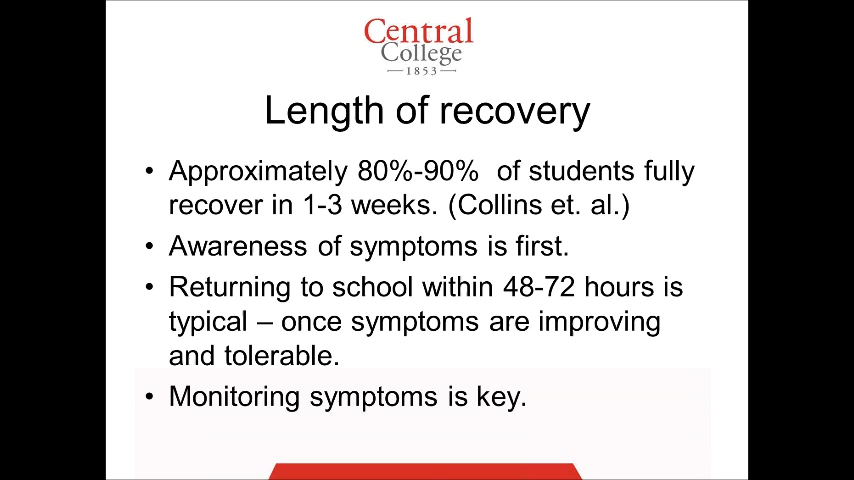 Central
College
1853
Length of recovery
• Approximately 80%-90%  of students fully
recover in 1-3 weeks. (Collins et. al.)
• Awareness of symptoms is first.
• Returning to school within 48-72 hours is
typical – once symptoms are improving
and tolerable.
• Monitoring symptoms is key.